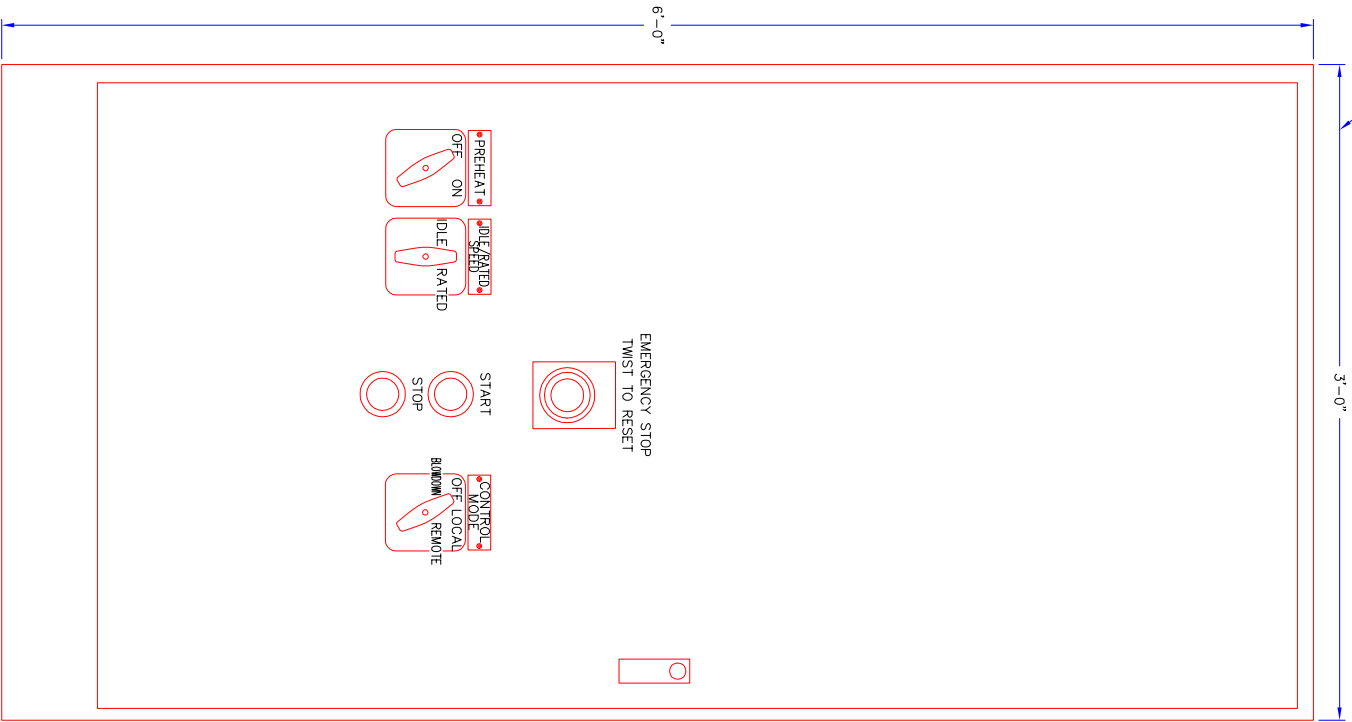 6'-0"
3'-0"
EMERGENCY STOP
TWIST TO RESET
PREHEAT
OFF ON
IDLE/RATED
SPEED
IDLE RATED
START
STOP
CONTROL
MODE
OFF LOCAL
BLOWDOWN REMOTE